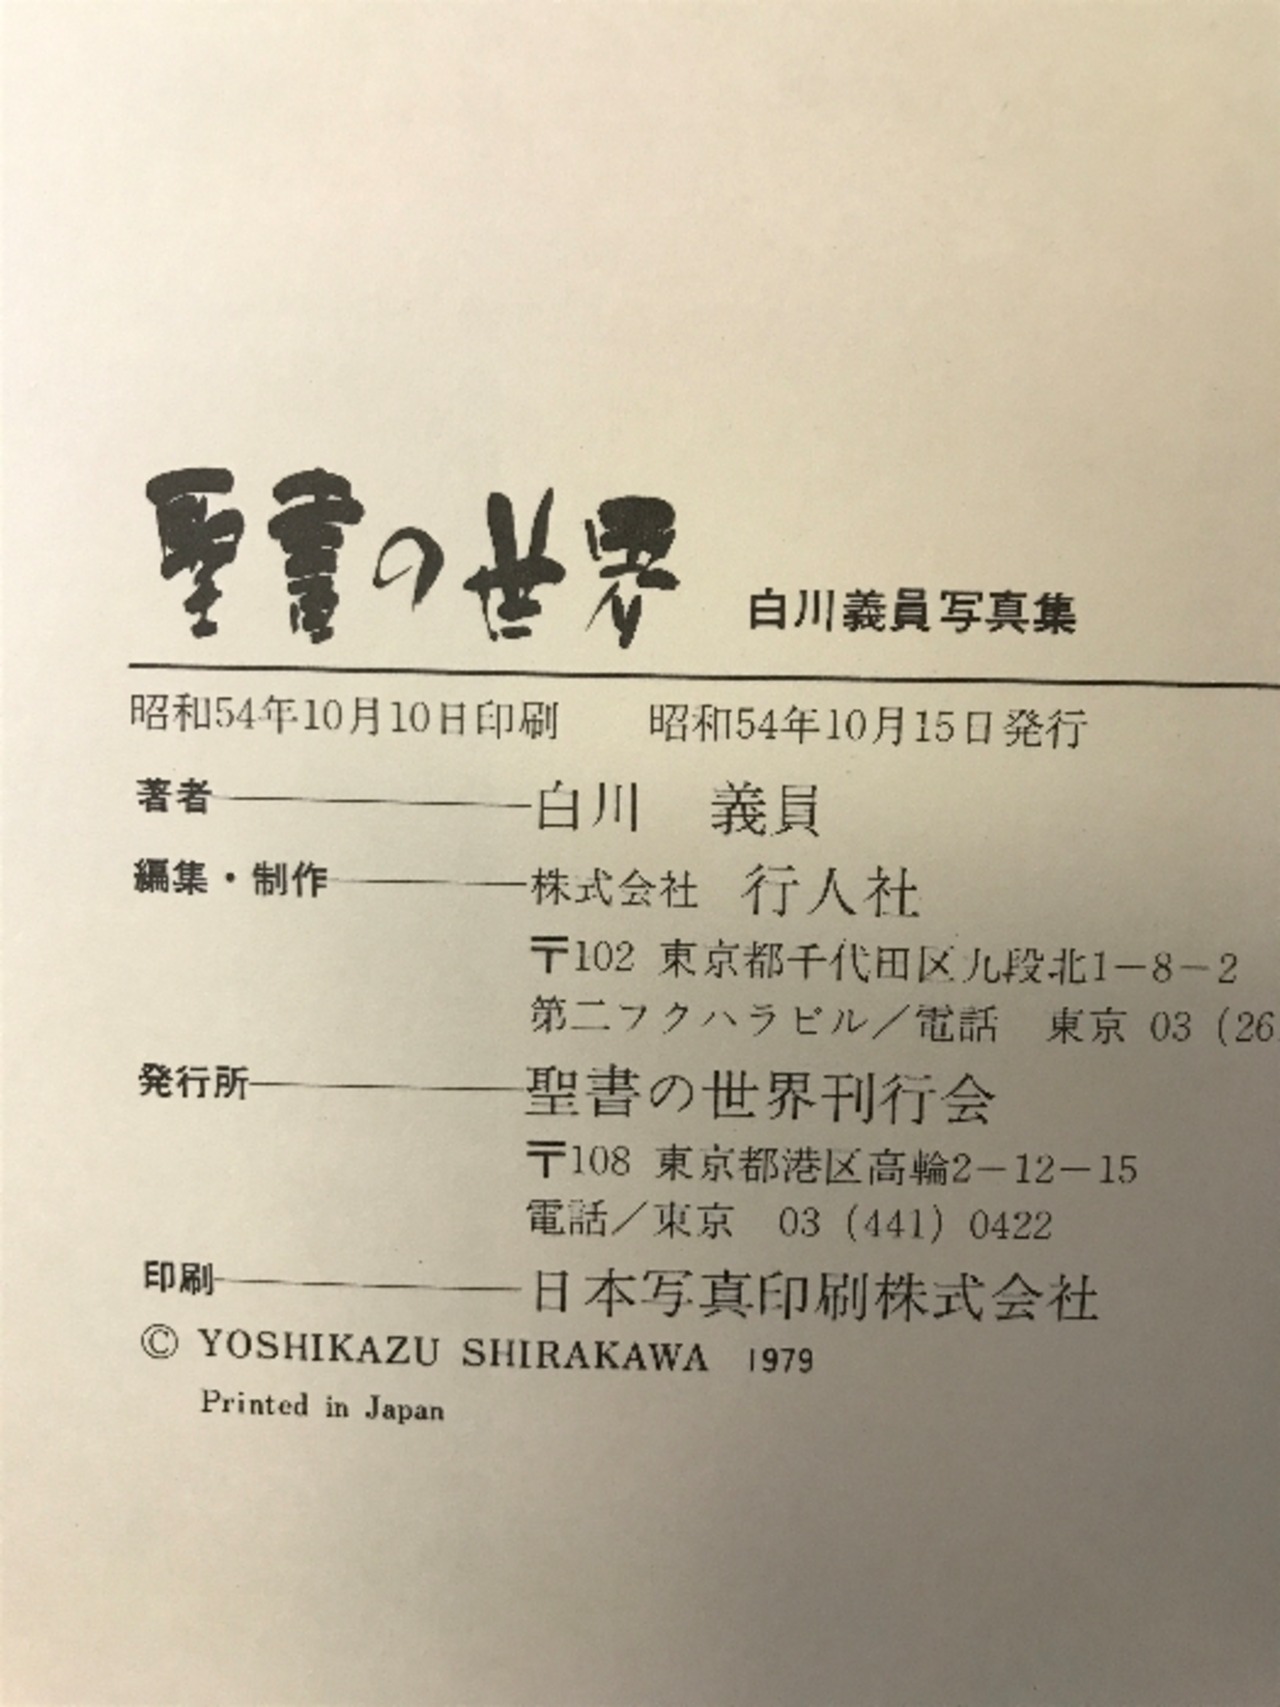 聖書の世界 白川義員写真集
昭和54年10月10日印刷 昭和54年10月15日発行
著者 白川 義員
編集・制作 株式会社 行人社
〒102 東京都千代田区九段北1-8-2
第二フクハラビル/電話 東京 03 (26
発行所 聖書の世界刊行会
〒108 東京都港区高輪2-12-15
電話/東京 03 (441) 0422
印刷 日本写真印刷株式会社
© YOSHIKAZU SHIRAKAWA 1979
Printed in Japan